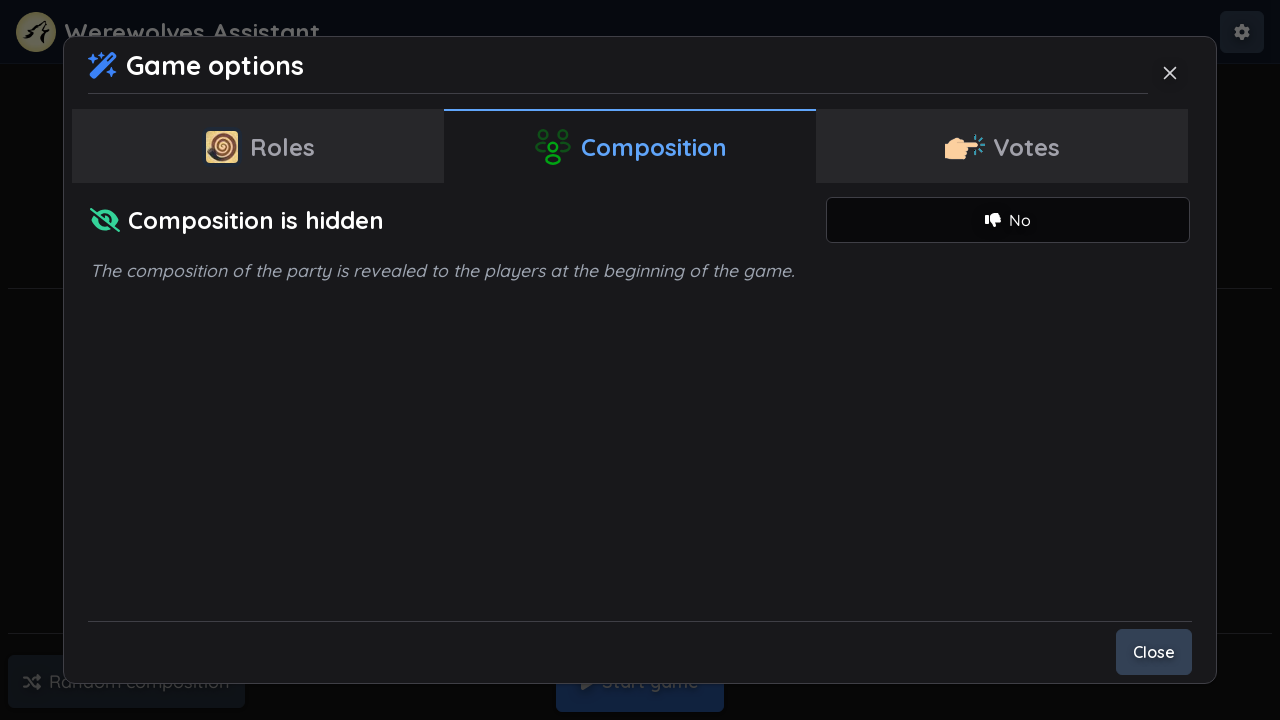 Werewolves Assistant
Game options
Roles
Composition
Votes
Composition is hidden
No
The composition of the party is revealed to the players at the beginning of the game.
Close
Random composition
Start game